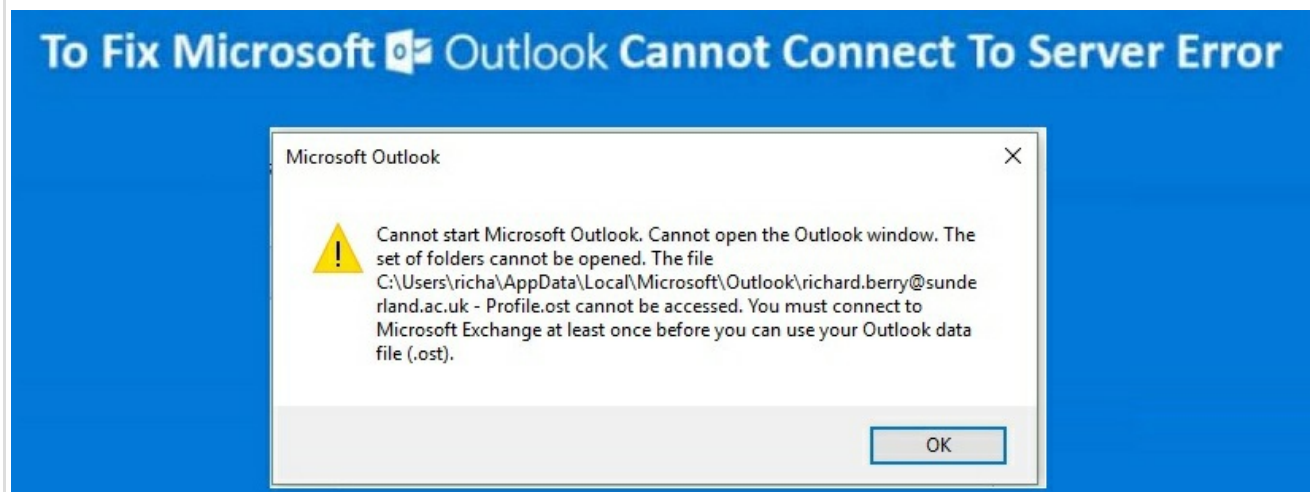 To Fix Microsoft Outlook Cannot Connect To Server Error
Microsoft Outlook
Cannot start Microsoft Outlook. Cannot open the Outlook window. The
set of folders cannot be opened. The file
C:\Users\richa\AppData\Local\Microsoft\Outlook\richard.berry@sunde
rland.ac.uk - Profile.ost cannot be accessed. You must connect to
Microsoft Exchange at least once before you can use your Outlook data
file (.ost).
OK